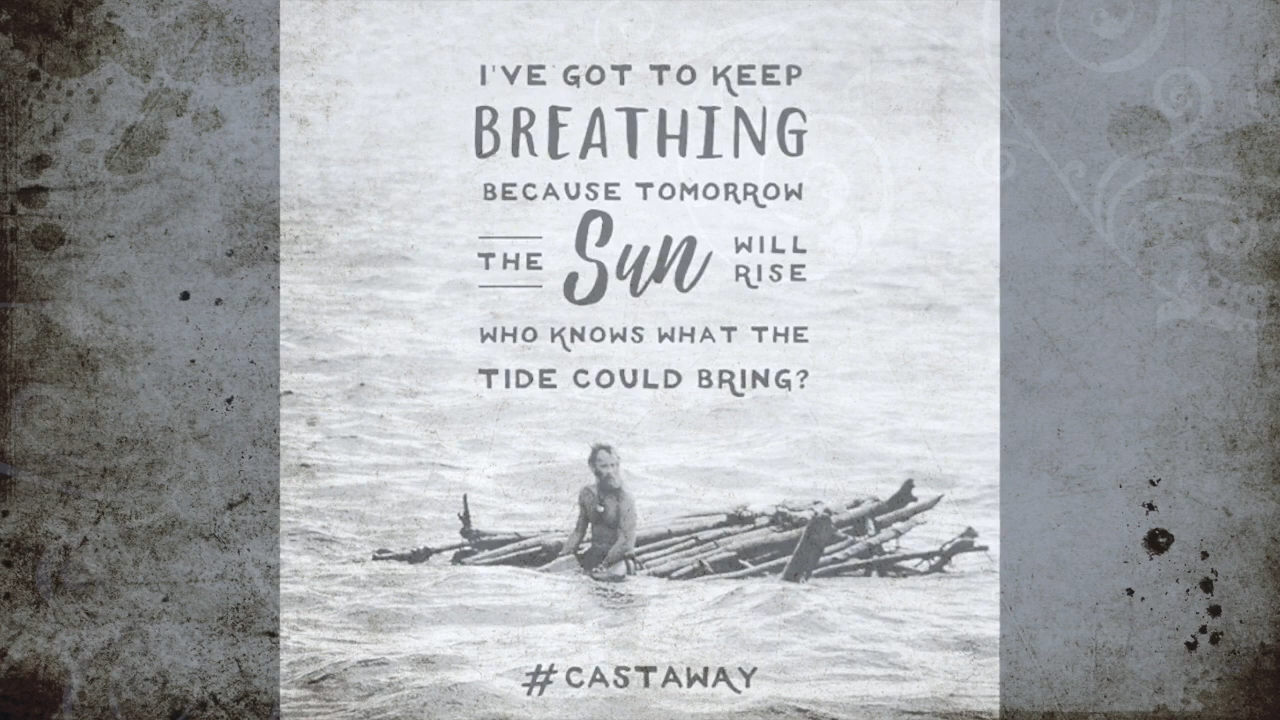 I'VE GOT TO KEEP
BREATHING
BECAUSE TOMORROW
THE Sun WILL RISE
WHO KNOWS WHAT THE
TIDE COULD BRING?
#CASTAWAY